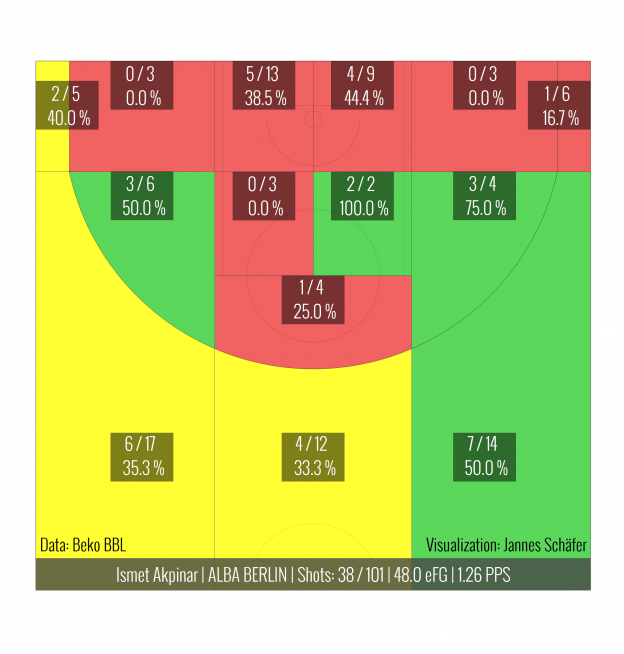 0 / 3
0.0 %
5 / 13
38.5 %
4 / 9
44.4 %
0 / 3
0.0 %
2 / 5
40.0 %
1 / 6
16.7 %
3 / 6
50.0 %
0 / 3
0.0 %
2 / 2
100.0 %
3 / 4
75.0 %
1 / 4
25.0 %
6 / 17
35.3 %
4 / 12
33.3 %
7 / 14
50.0 %
Data: Beko BBL
Visualization: Jannes Schäfer
Ismet Akpinar | ALBA BERLIN | Shots: 38 / 101 | 48.0 eFG | 1.26 PPS